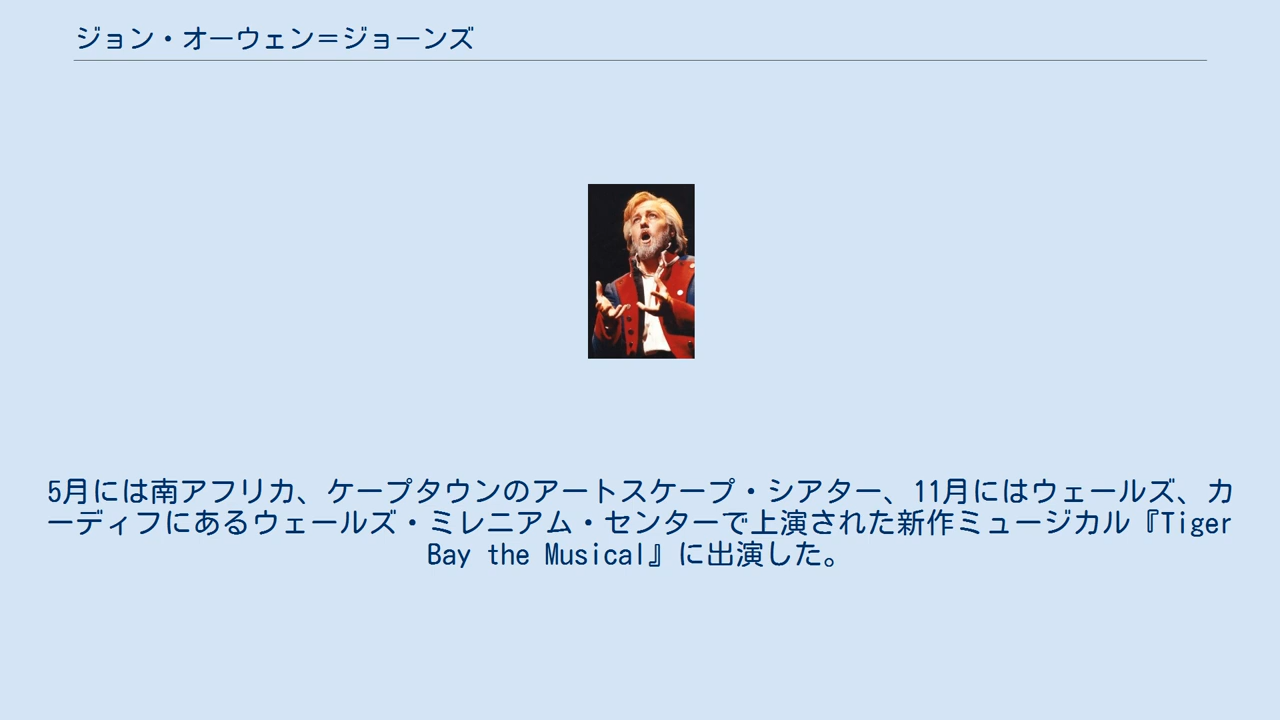 ジョン・オーウェン＝ジョーンズ
5月には南アフリカ、ケープタウンのアートスケープ・シアター、11月にはウェールズ、カ
ーディフにあるウェールズ・ミレニアム・センターで上演された新作ミュージカル『Tiger
Bay the Musical』に出演した。